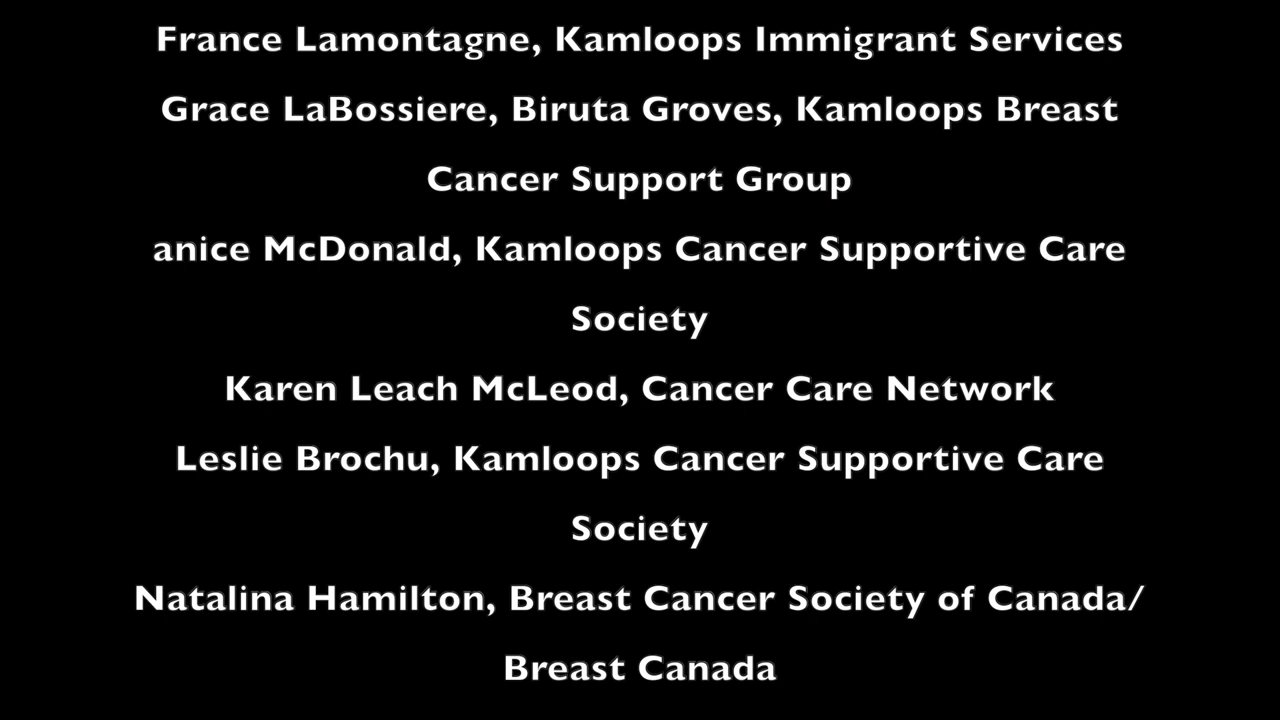 France Lamontagne, Kamloops Immigrant Services
Grace LaBossiere, Biruta Groves, Kamloops Breast
Cancer Support Group
anice McDonald, Kamloops Cancer Supportive Care
Society
Karen Leach McLeod, Cancer Care Network
Leslie Brochu, Kamloops Cancer Supportive Care
Society
Natalina Hamilton, Breast Cancer Society of Canada/
Breast Canada